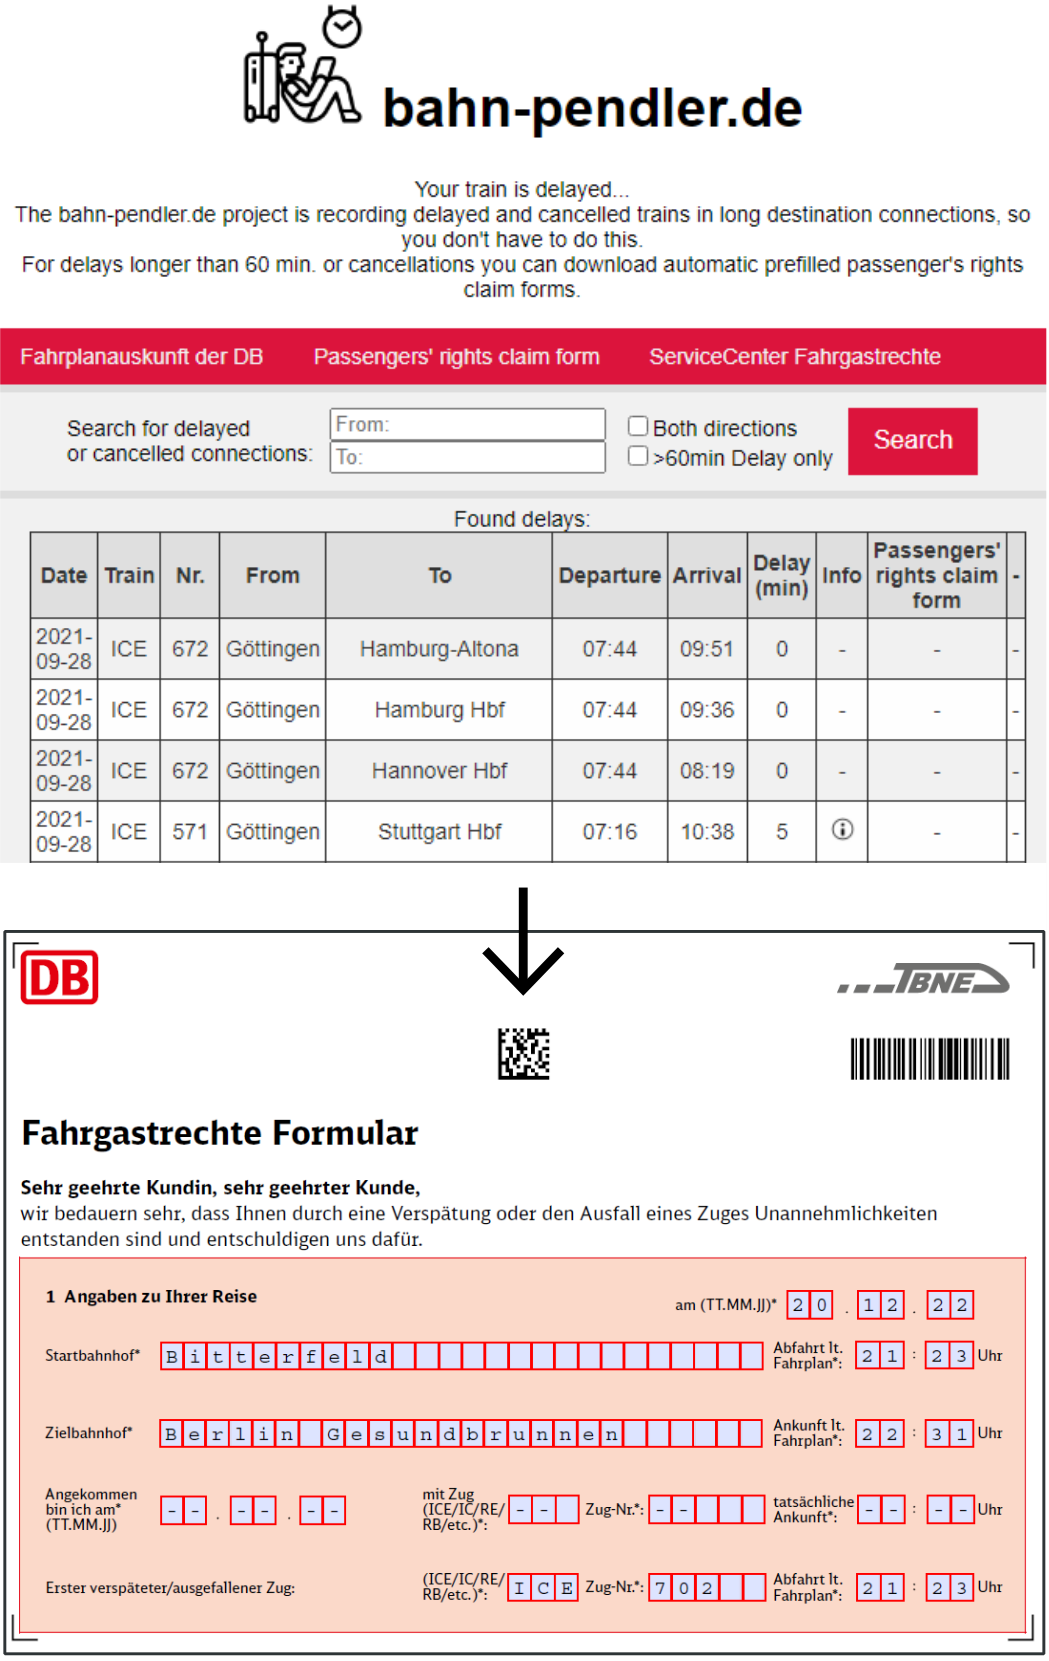 bahn-pendler.de
Your train is delayed...
The bahn-pendler.de project is recording delayed and cancelled trains in long destination connections, so
you don't have to do this.
For delays longer than 60 min. or cancellations you can download automatic prefilled passenger's rights
claim forms.
Fahrplanauskunft der DB Passengers' rights claim form ServiceCenter Fahrgastrechte
Search for delayed
or cancelled connections:
From:
To:
Both directions
>60min Delay only
Search
Found delays:
Date Train Nr. From To Departure Arrival Delay (min) Info Passengers' rights claim form -
2021-09-28 ICE 672 Göttingen Hamburg-Altona 07:44 09:51 0 - - -
2021-09-28 ICE 672 Göttingen Hamburg Hbf 07:44 09:36 0 - - -
2021-09-28 ICE 672 Göttingen Hannover Hbf 07:44 08:19 0 - - -
2021-09-28 ICE 571 Göttingen Stuttgart Hbf 07:16 10:38 5 i - -
DB
TBNE
Fahrgastrechte Formular
Sehr geehrte Kundin, sehr geehrter Kunde,
wir bedauern sehr, dass Ihnen durch eine Verspätung oder den Ausfall eines Zuges Unannehmlichkeiten
entstanden sind und entschuldigen uns dafür.
1 Angaben zu Ihrer Reise
am (TT.MM.JJ)* 20.12.22
Startbahnhof* Bitterfeld Abfahrt lt. Fahrplan*: 21:23 Uhr
Zielbahnhof* Berlin Gesundbrunnen Ankunft lt. Fahrplan*: 22:31 Uhr
Angekommen bin ich am* (TT.MM.JJ) --.--.-- mit Zug (ICE/IC/RE/RB/etc.)*: -- Zug-Nr.*: -- tatsächliche Ankunft*: --:-- Uhr
Erster verspäteter/ausgefallener Zug: (ICE/IC/RE/RB/etc.)*: ICE Zug-Nr.*: 702 Abfahrt lt. Fahrplan*: 21:23 Uhr